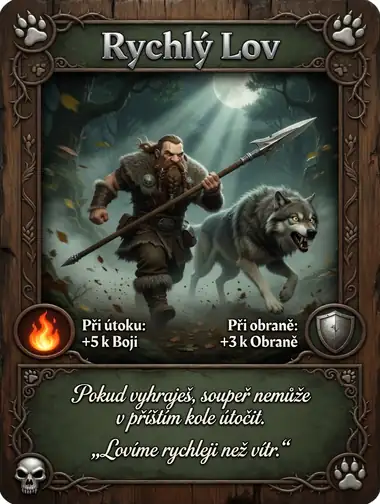 Rychlý Lov
Při útoku:
+5 k Boji
Při obraně:
+3 k Obraně
Pokud vyhraješ, soupeř nemůže
v příštím kole útočit.
„Lovíme rychleji než vítr.“